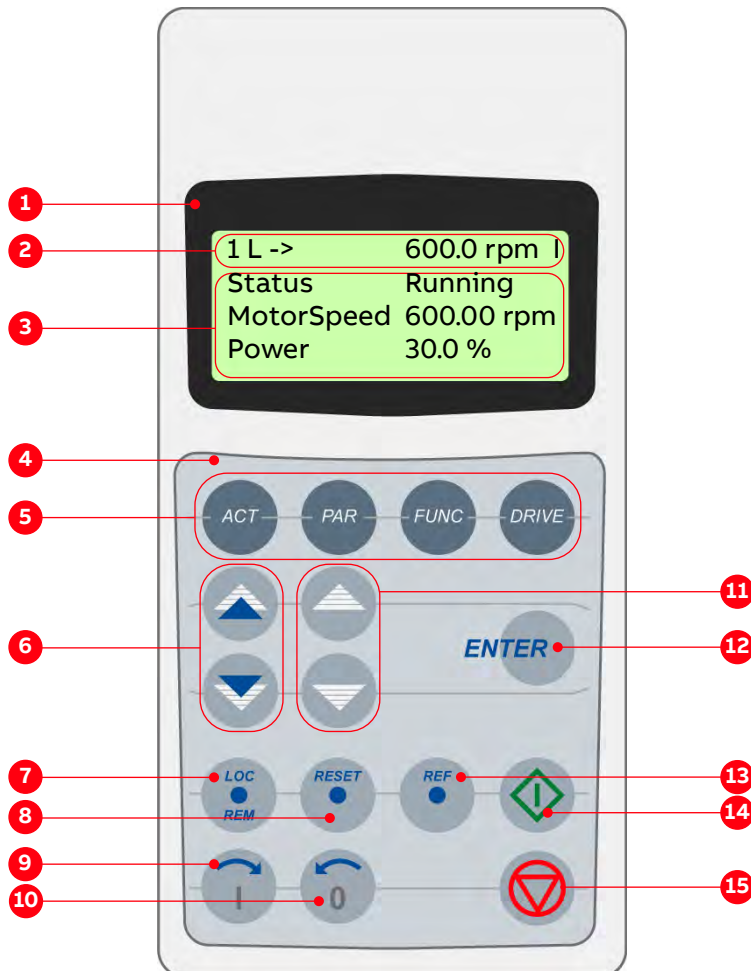 1
2
1 L -> 600.0 rpm I
3
Status Running
MotorSpeed 600.00 rpm
Power 30.0 %
4
5
ACT PAR FUNC DRIVE
11
6
ENTER
12
7
LOC
REM
RESET
REF
13
8
14
9
I
10
0
15